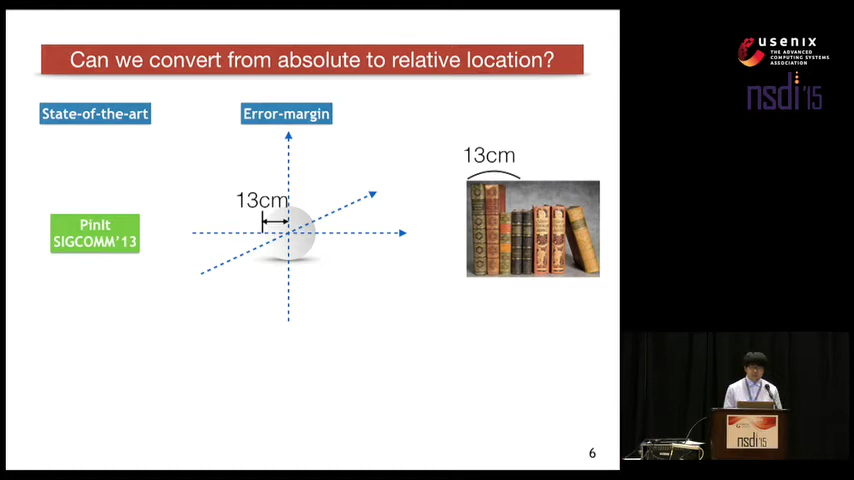 Can we convert from absolute to relative location?
State-of-the-art
Error-margin
13cm
13cm
PinIt
SIGCOMM'13
6
usenix
THE ADVANCED
COMPUTING SYSTEMS
ASSOCIATION
nsdi '15
nsdi '15